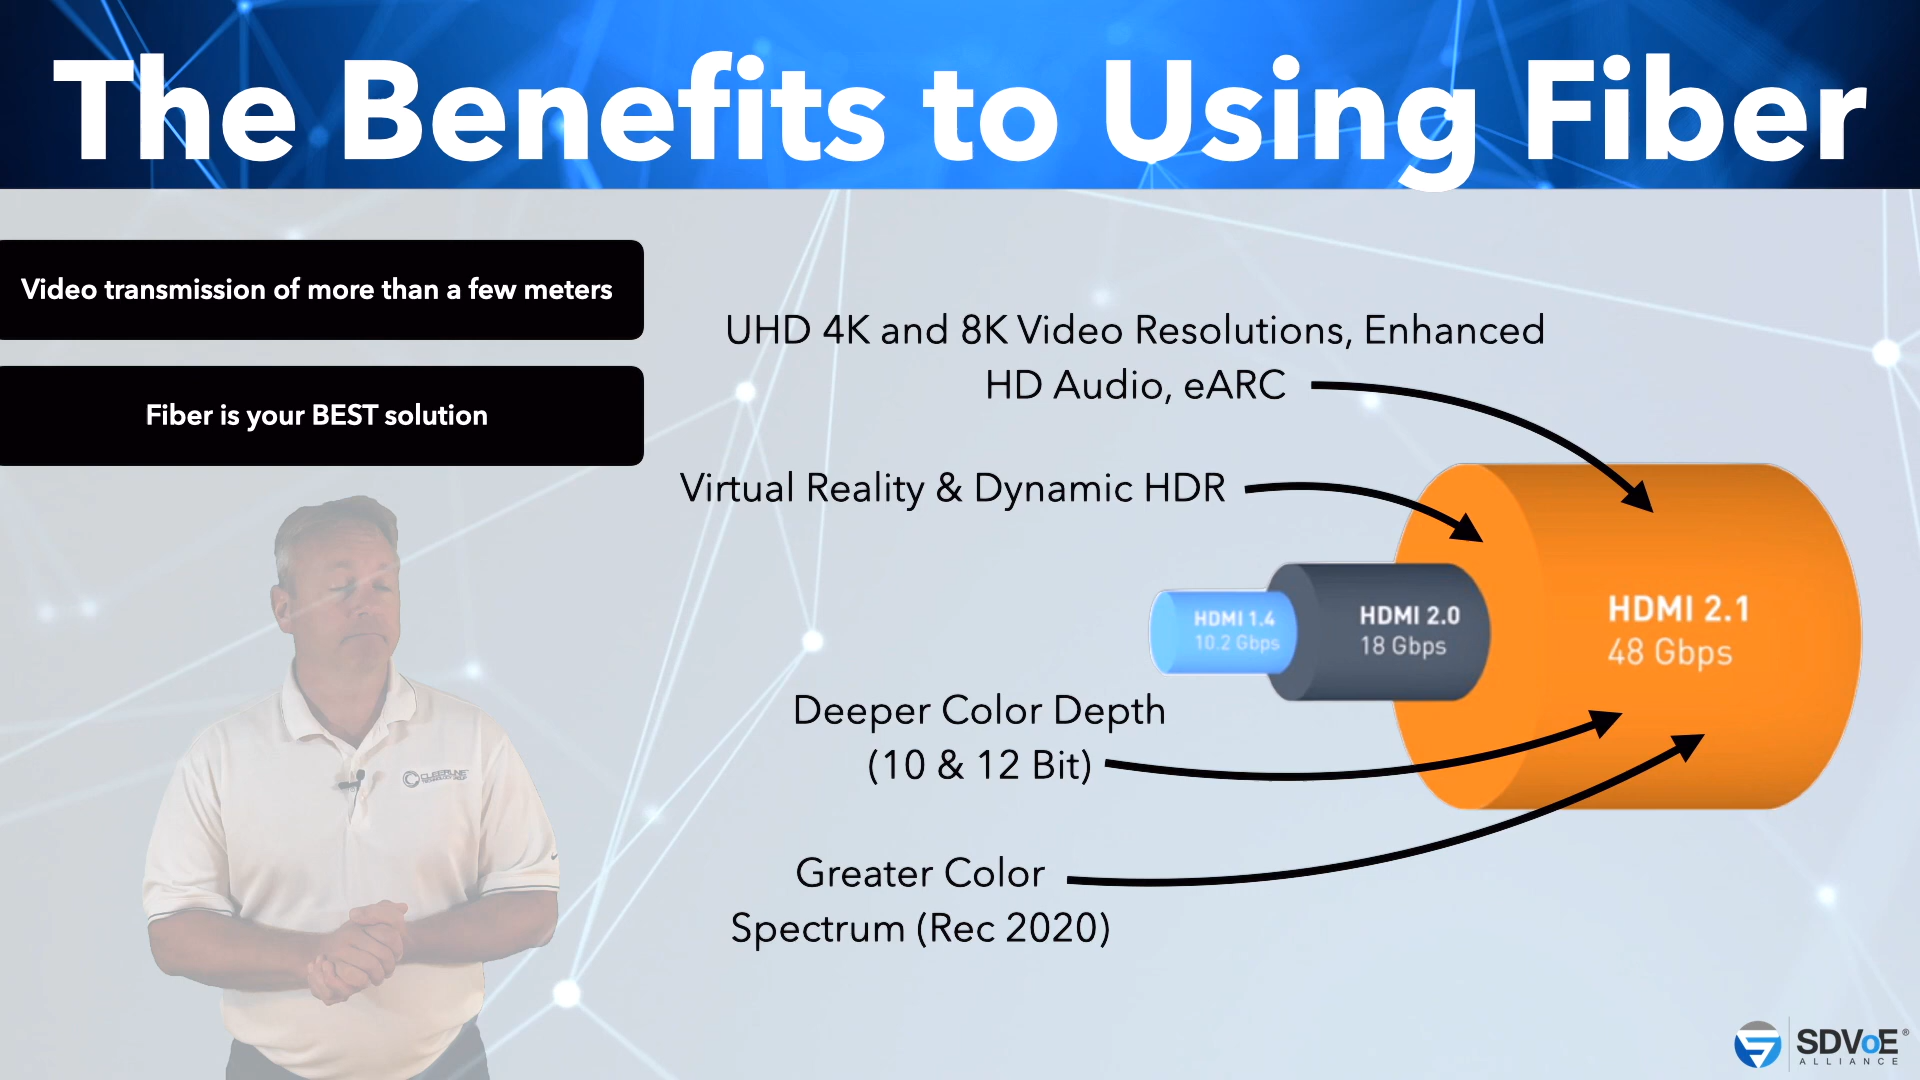 The Benefits to Using Fiber
Video transmission of more than a few meters
Fiber is your BEST solution
UHD 4K and 8K Video Resolutions, Enhanced
HD Audio, eARC
Virtual Reality & Dynamic HDR
HDMI 1.4
10.2 Gbps
HDMI 2.0
18 Gbps
HDMI 2.1
48 Gbps
Deeper Color Depth
(10 & 12 Bit)
Greater Color
Spectrum (Rec 2020)
CLEERLINE
SDVoE®
ALLIANCE